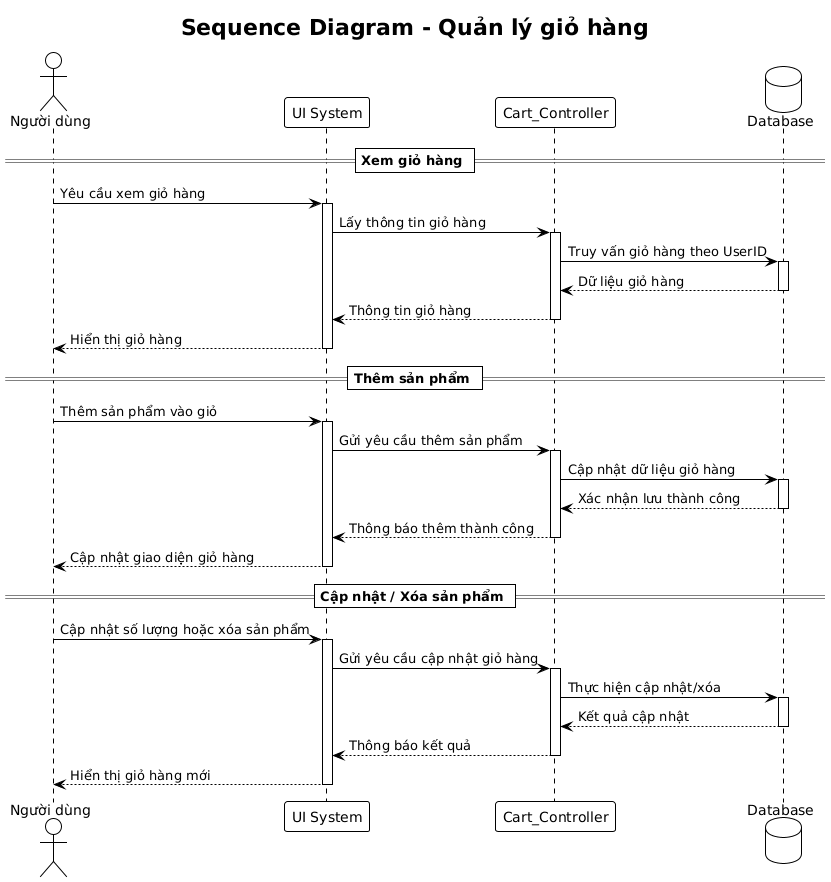 Sequence Diagram - Quản lý giỏ hàng
Người dùng
UI System
Cart_Controller
Database
Xem giỏ hàng
Yêu cầu xem giỏ hàng
Lấy thông tin giỏ hàng
Truy vấn giỏ hàng theo UserID
Dữ liệu giỏ hàng
Thông tin giỏ hàng
Hiển thị giỏ hàng
Thêm sản phẩm
Thêm sản phẩm vào giỏ
Gửi yêu cầu thêm sản phẩm
Cập nhật dữ liệu giỏ hàng
Xác nhận lưu thành công
Thông báo thêm thành công
Cập nhật giao diện giỏ hàng
Cập nhật / Xóa sản phẩm
Cập nhật số lượng hoặc xóa sản phẩm
Gửi yêu cầu cập nhật giỏ hàng
Thực hiện cập nhật/xóa
Kết quả cập nhật
Thông báo kết quả
Hiển thị giỏ hàng mới
Người dùng
UI System
Cart_Controller
Database